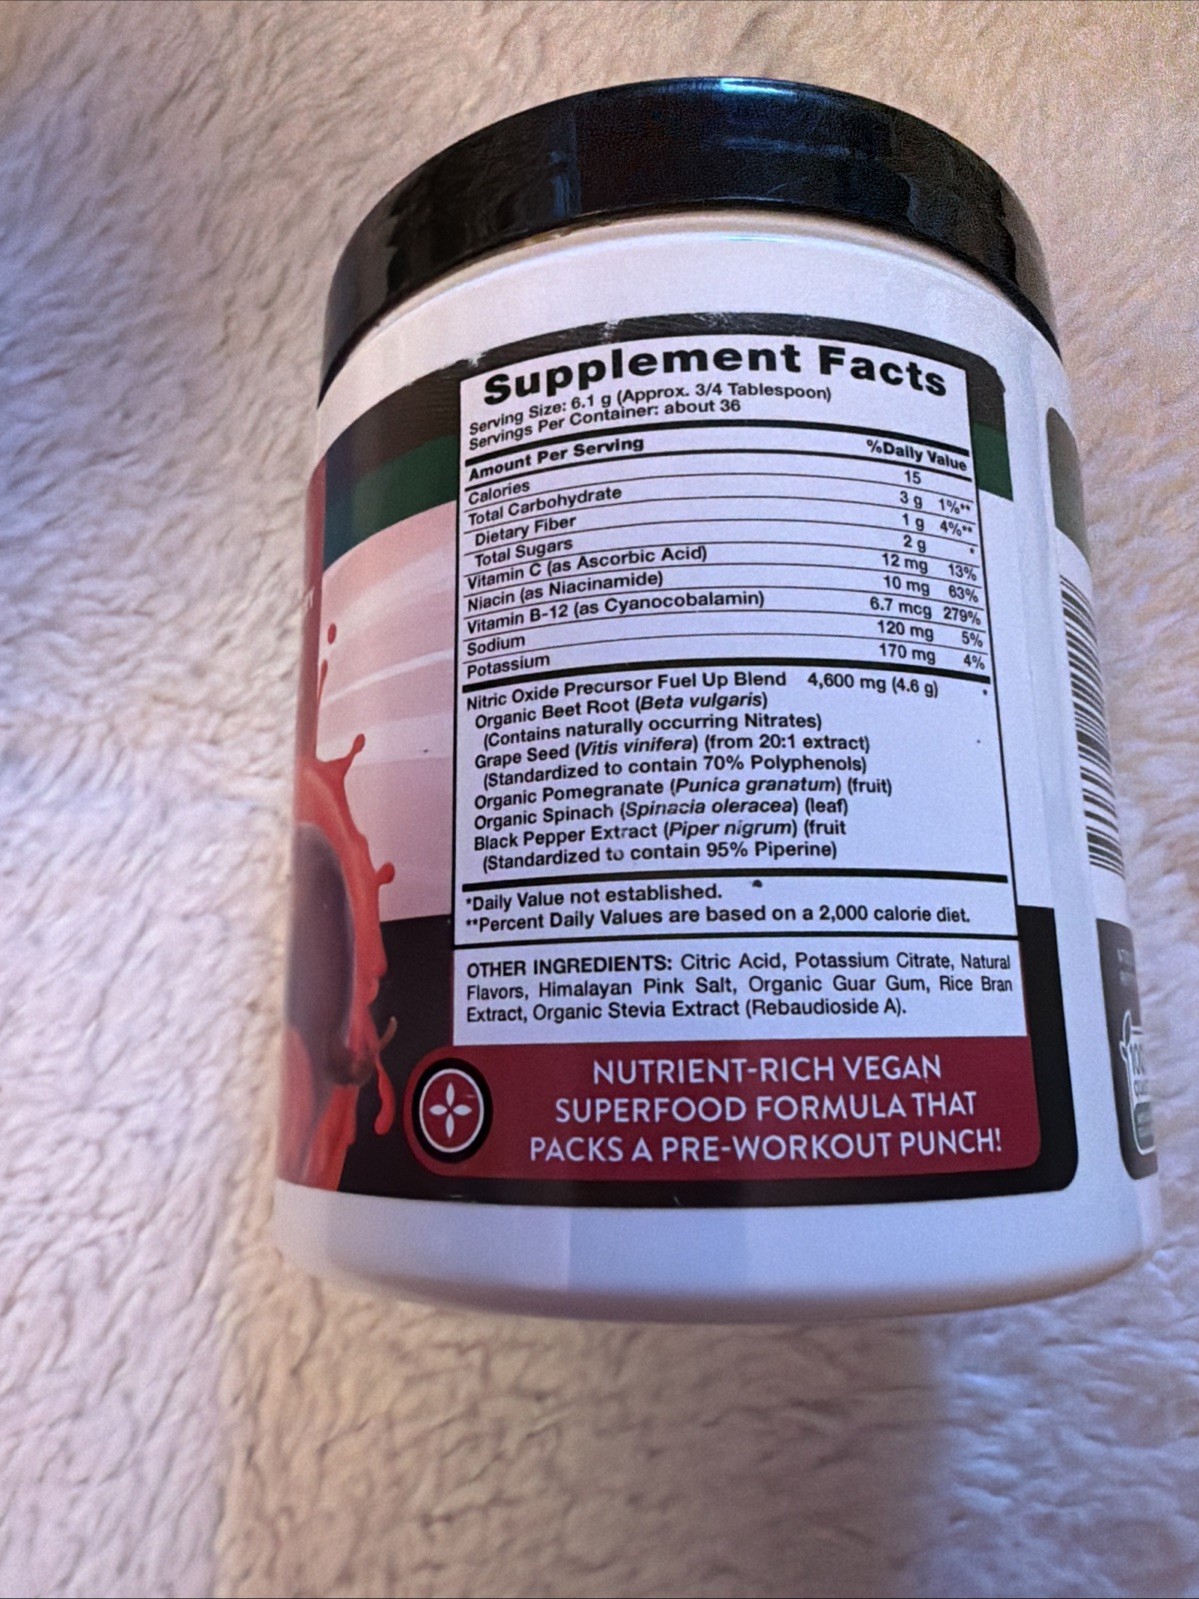 Supplement Facts
Serving Size: 6.1 g (Approx. 3/4 Tablespoon)
Servings Per Container: about 36
Amount Per Serving %Daily Value
Calories 15
Total Carbohydrate 3 g 1%**
Dietary Fiber 1 g 4%**
Total Sugars 2 g *
Vitamin C (as Ascorbic Acid) 12 mg 13%
Niacin (as Niacinamide) 10 mg 63%
Vitamin B-12 (as Cyanocobalamin) 6.7 mcg 279%
Sodium 120 mg 5%
Potassium 170 mg 4%
Nitric Oxide Precursor Fuel Up Blend 4,600 mg (4.6 g) *
Organic Beet Root (Beta vulgaris)
(Contains naturally occurring Nitrates)
Grape Seed (Vitis vinifera) (from 20:1 extract)
(Standardized to contain 70% Polyphenols)
Organic Pomegranate (Punica granatum) (fruit)
Organic Spinach (Spinacia oleracea) (leaf)
Black Pepper Extract (Piper nigrum) (fruit
(Standardized to contain 95% Piperine)
*Daily Value not established.
**Percent Daily Values are based on a 2,000 calorie diet.
OTHER INGREDIENTS: Citric Acid, Potassium Citrate, Natural
Flavors, Himalayan Pink Salt, Organic Guar Gum, Rice Bran
Extract, Organic Stevia Extract (Rebaudioside A).
NUTRIENT-RICH VEGAN
SUPERFOOD FORMULA THAT
PACKS A PRE-WORKOUT PUNCH!